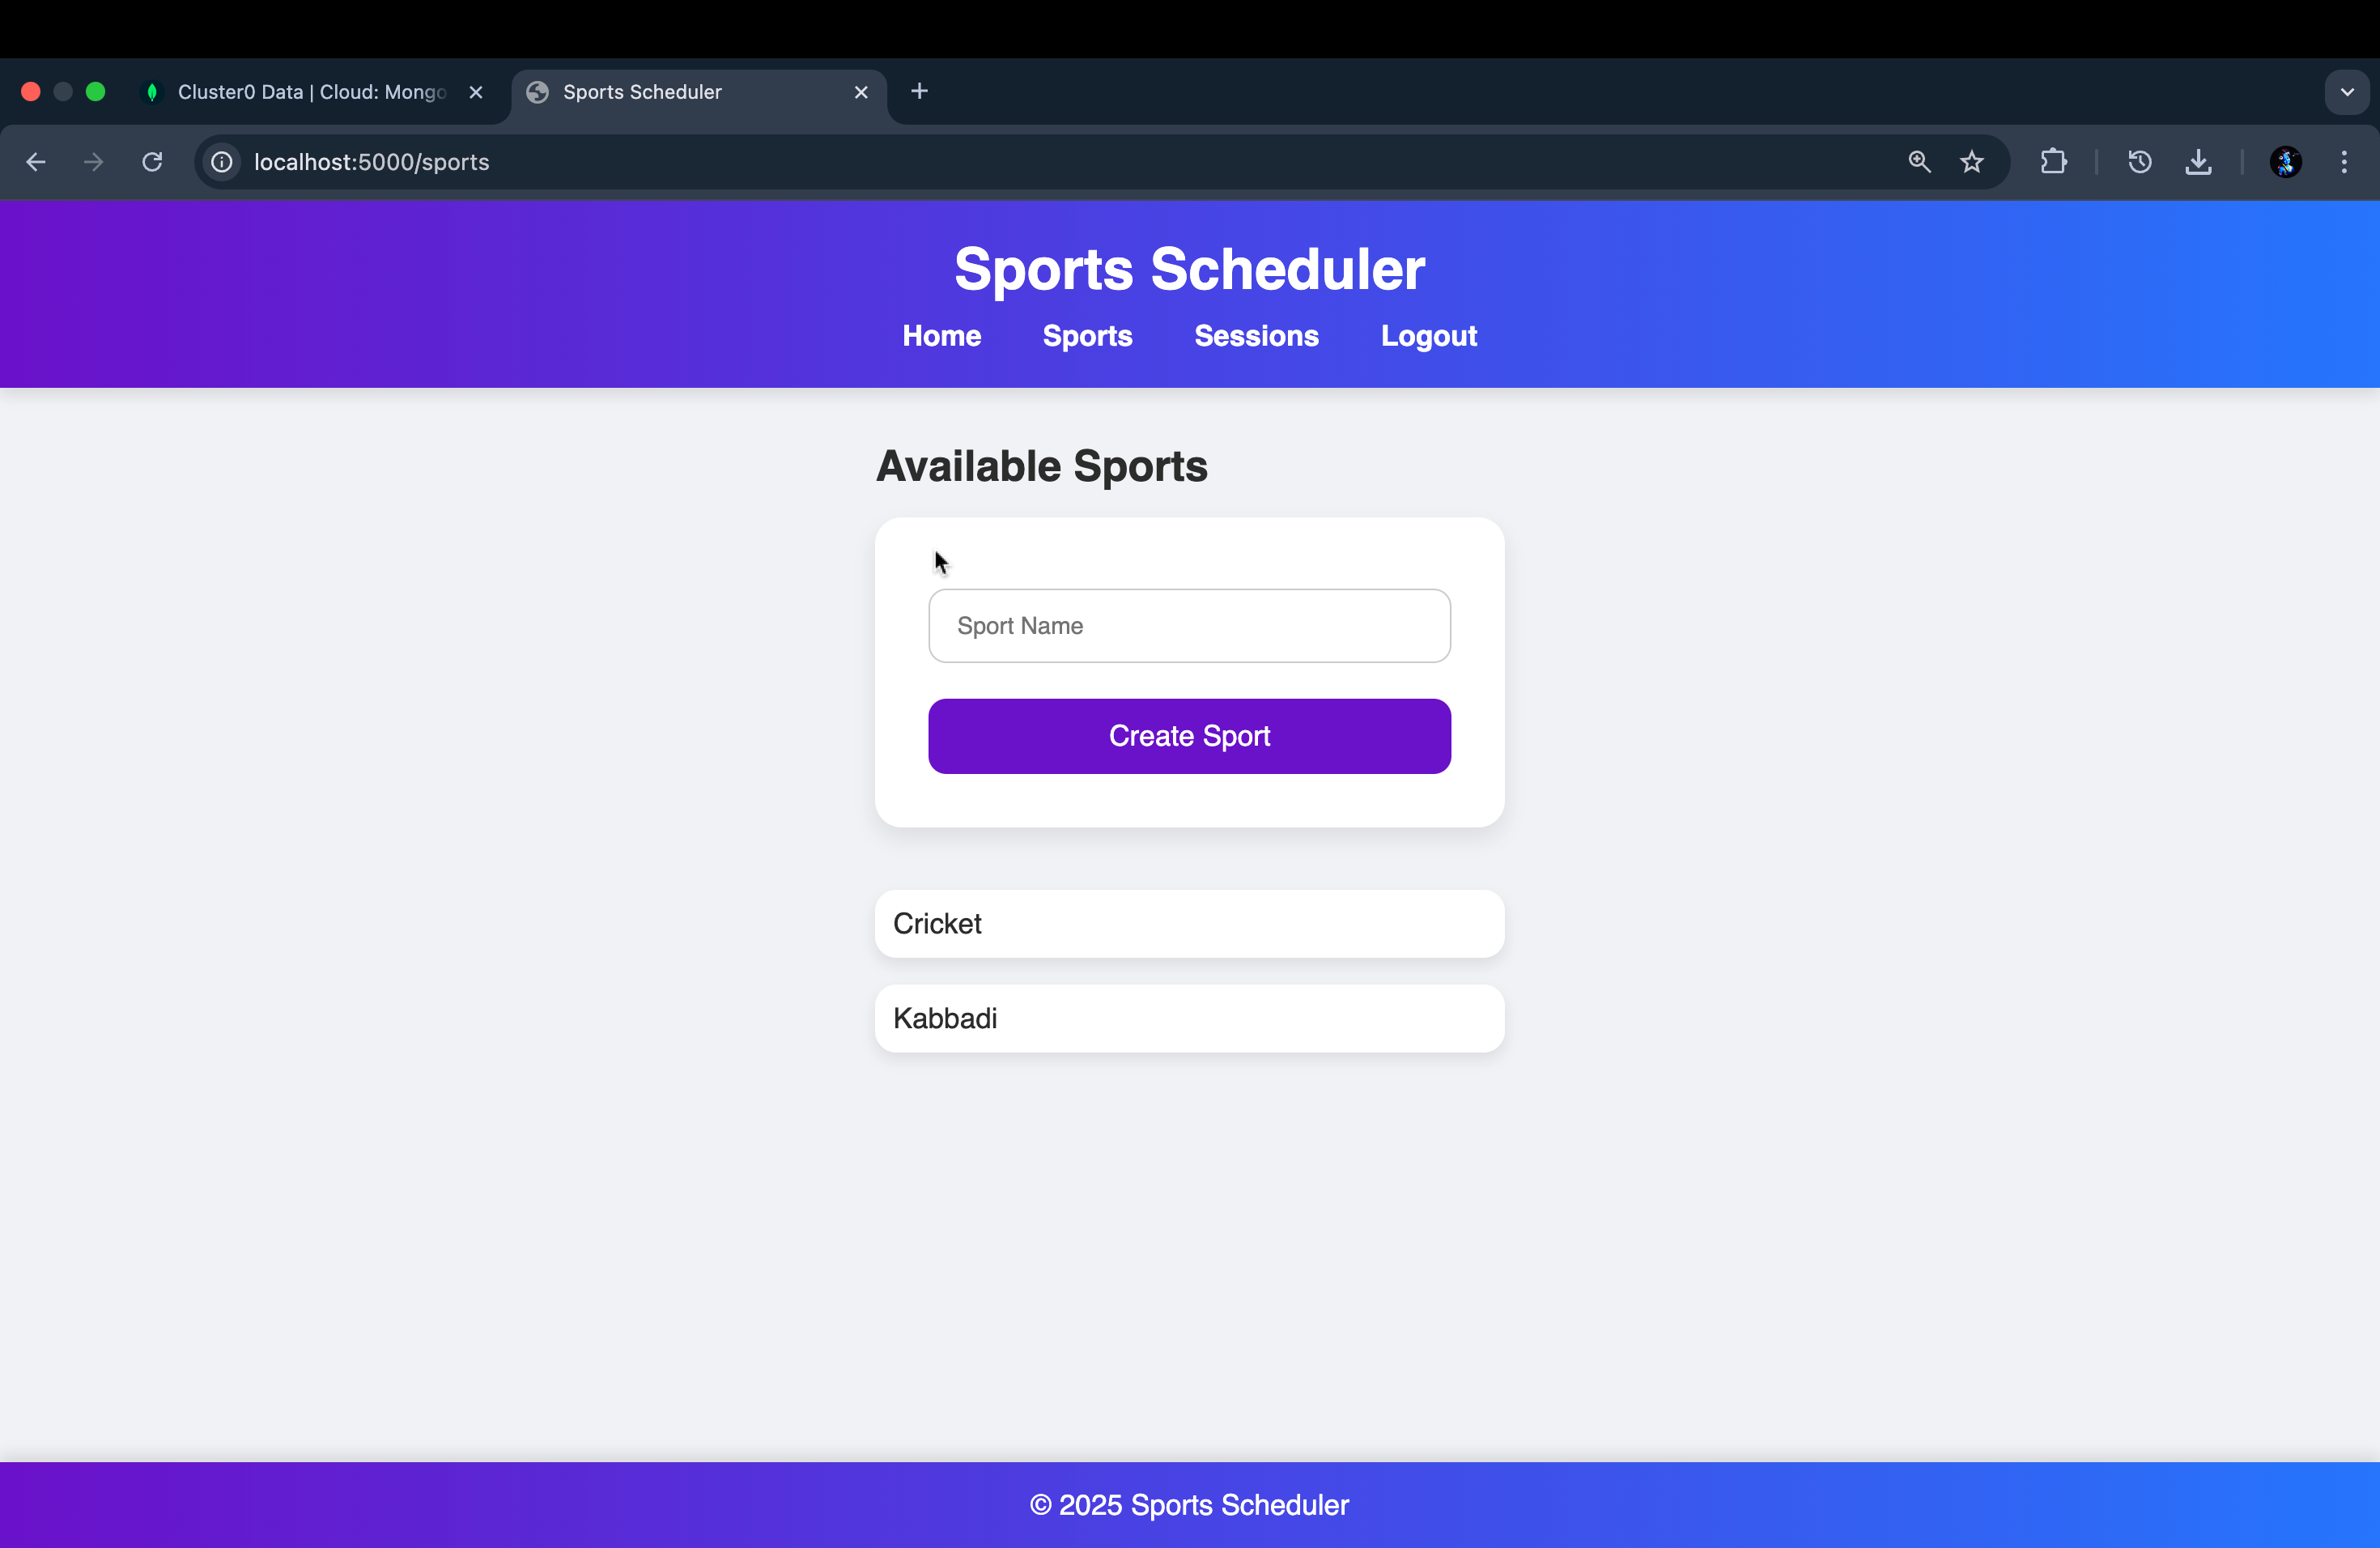 Cluster0 Data | Cloud: Mongo
Sports Scheduler
localhost:5000/sports
Sports Scheduler
Home Sports Sessions Logout
Available Sports
Sport Name
Create Sport
Cricket
Kabbadi
© 2025 Sports Scheduler